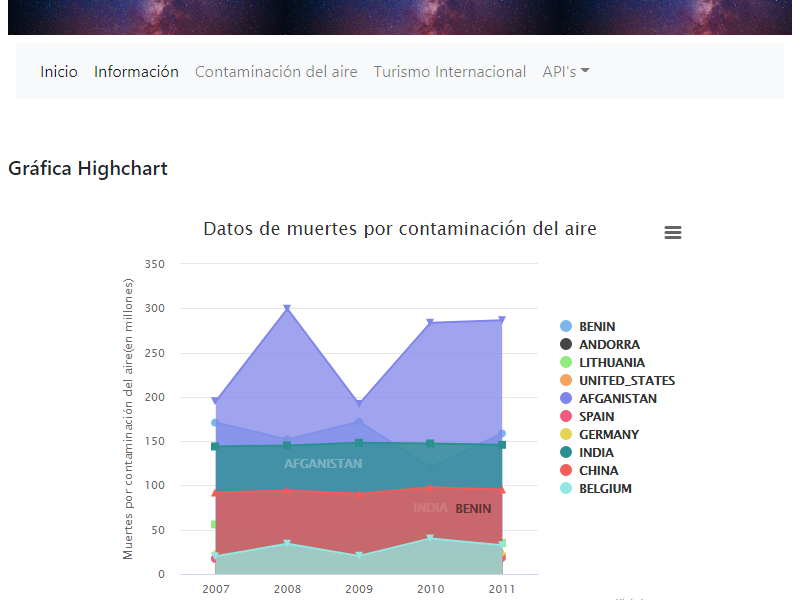 Inicio Información Contaminación del aire Turismo Internacional API's
Gráfica Highchart
Datos de muertes por contaminación del aire
Muertes por contaminación del aire(en millones)
350
300
250
200
150
100
50
0
2007 2008 2009 2010 2011
AFGANISTAN
INDIA BENIN
BENIN
ANDORRA
LITHUANIA
UNITED_STATES
AFGANISTAN
SPAIN
GERMANY
INDIA
CHINA
BELGIUM